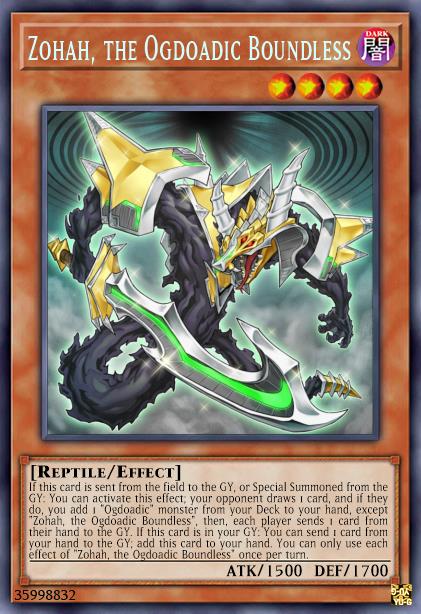 ZOHAH, THE OGDOADIC BOUNDLESS
DARK
闇
[REPTILE/EFFECT]
If this card is sent from the field to the GY, or Special Summoned from the
GY: You can activate this effect; your opponent draws 1 card, and if they
do, you add 1 "Ogdoadic" monster from your Deck to your hand, except
"Zohah, the Ogdoadic Boundless", then, each player sends 1 card from
their hand to the GY. If this card is in your GY: You can send 1 card from
your hand to the GY; add this card to your hand. You can only use each
effect of "Zohah, the Ogdoadic Boundless" once per turn.
ATK/1500 DEF/1700
35998832